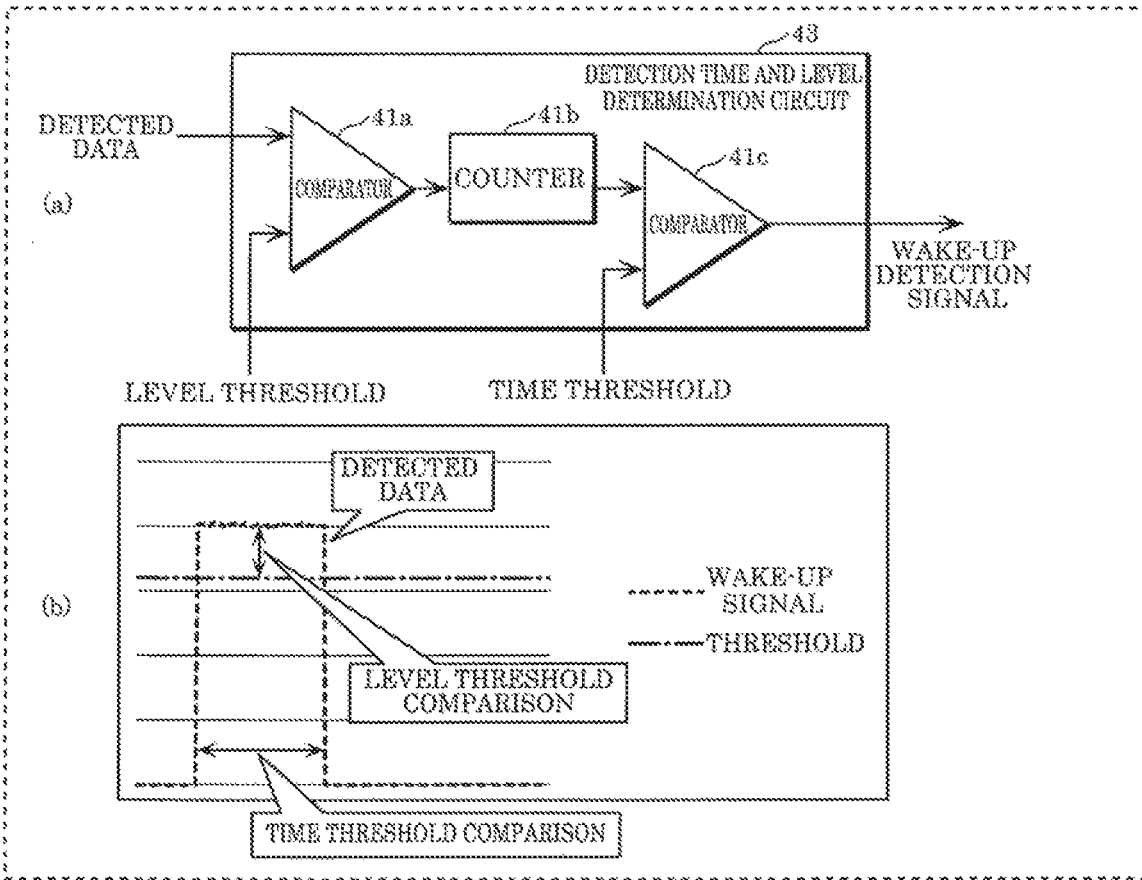 43
DETECTION TIME AND LEVEL
DETERMINATION CIRCUIT
DETECTED
DATA
41a
41b
41c
COMPARATOR
COUNTER
COMPARATOR
(a)
WAKE-UP
DETECTION
SIGNAL
LEVEL THRESHOLD
TIME THRESHOLD
DETECTED
DATA
(b)
WAKE-UP
SIGNAL
THRESHOLD
LEVEL THRESHOLD
COMPARISON
TIME THRESHOLD COMPARISON